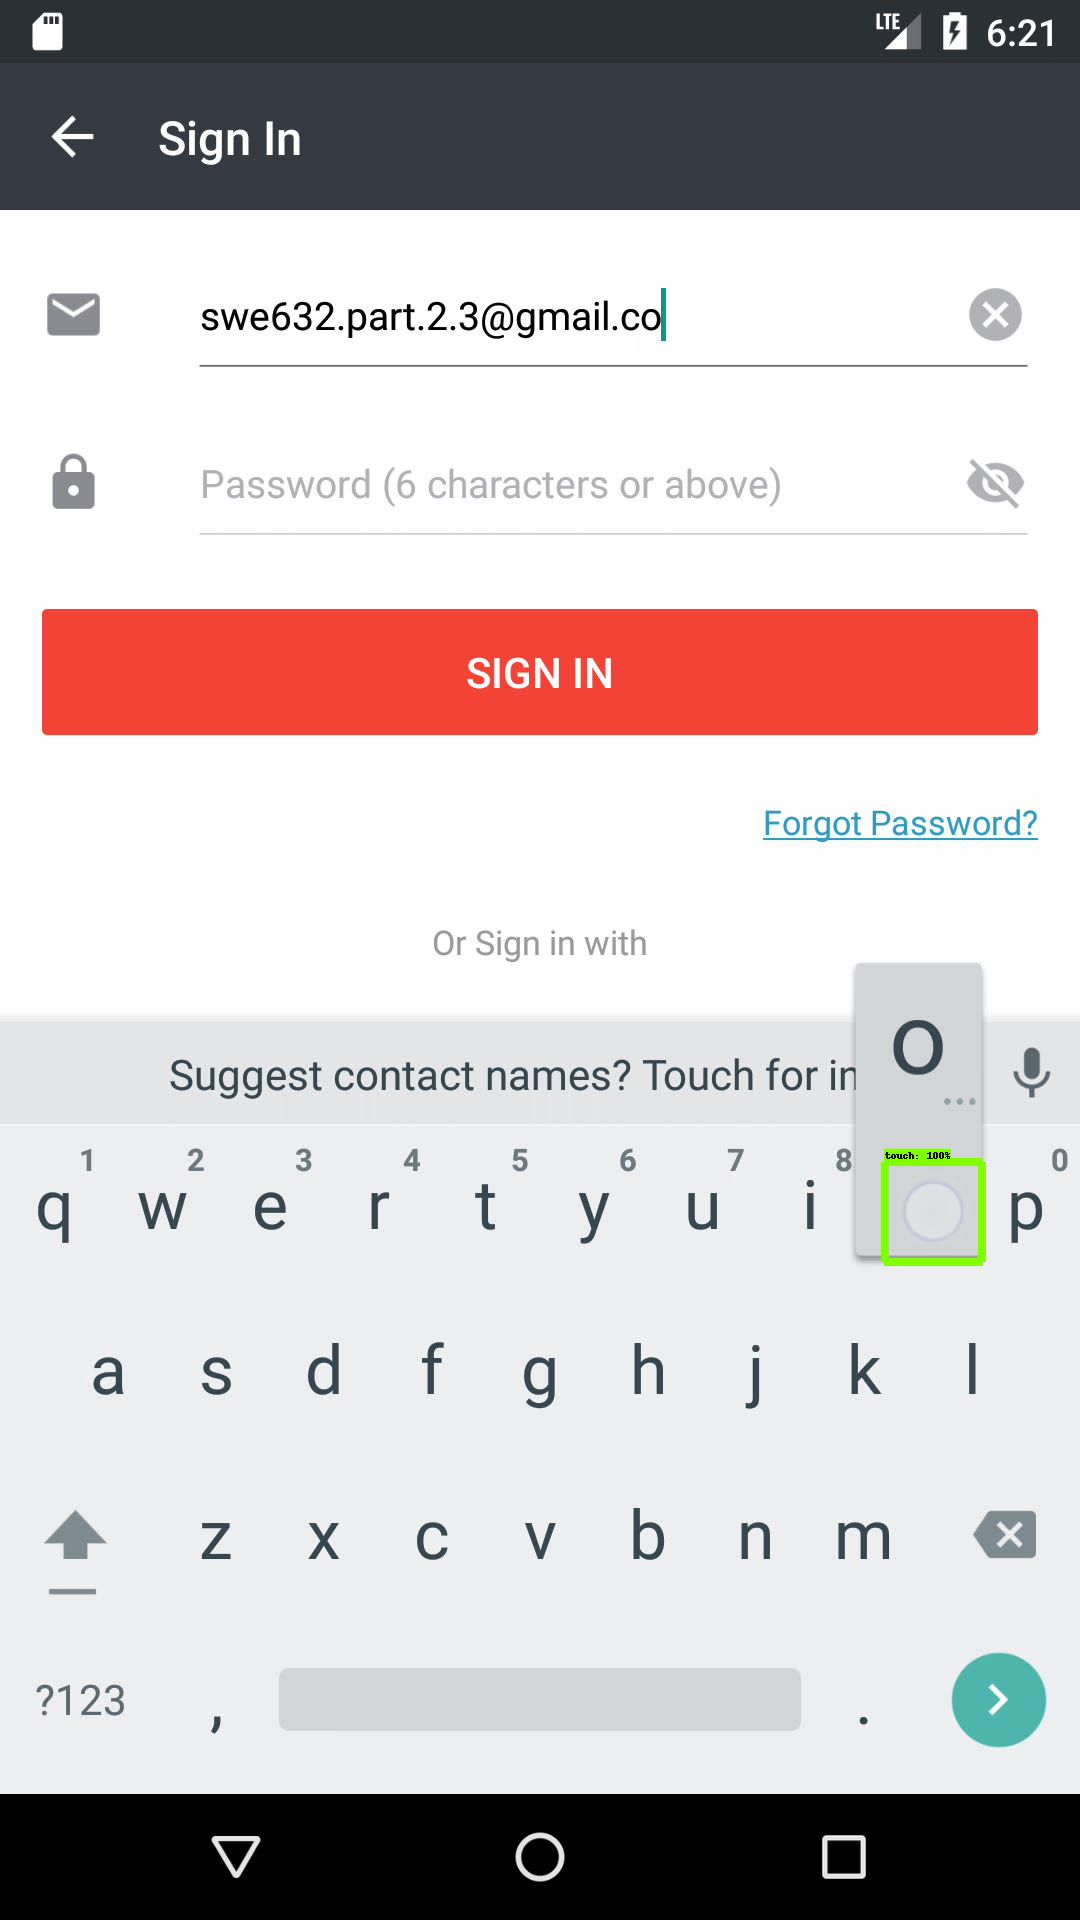 LTE 6:21
Sign In
swe632.part.2.3@gmail.co
Password (6 characters or above)
SIGN IN
Forgot Password?
Or Sign in with
o
Suggest contact names? Touch for in
...
touch: 100%
1 2 3 4 5 6 7 8 0
q w e r t y u i p
a s d f g h j k l
z x c v b n m
?123 , .